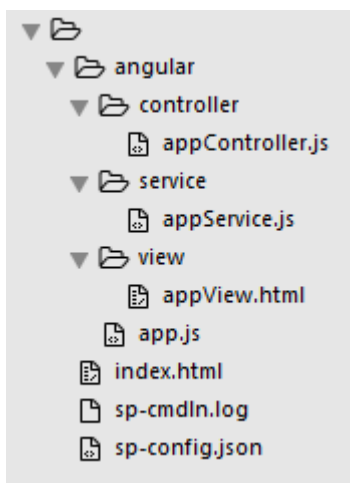 angular
controller
appController.js
service
appService.js
view
appView.html
app.js
index.html
sp-cmdln.log
sp-config.json